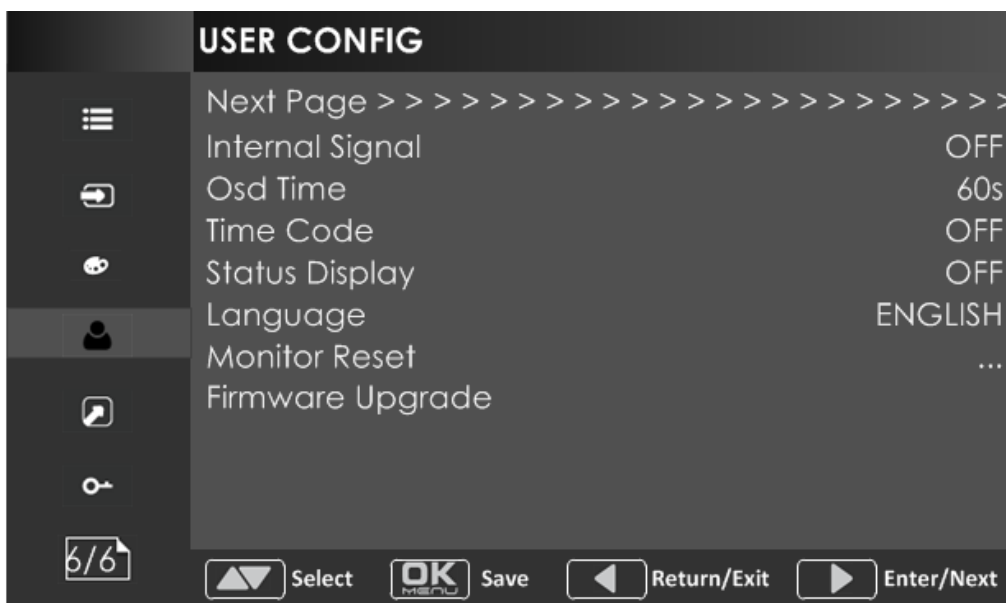 USER CONFIG
Next Page > > > > > > > > > > > > > > > > > > > > > > >
Internal Signal OFF
Osd Time 60s
Time Code OFF
Status Display OFF
Language ENGLISH
Monitor Reset ...
Firmware Upgrade
6/6
Select OK MENU Save Return/Exit Enter/Next